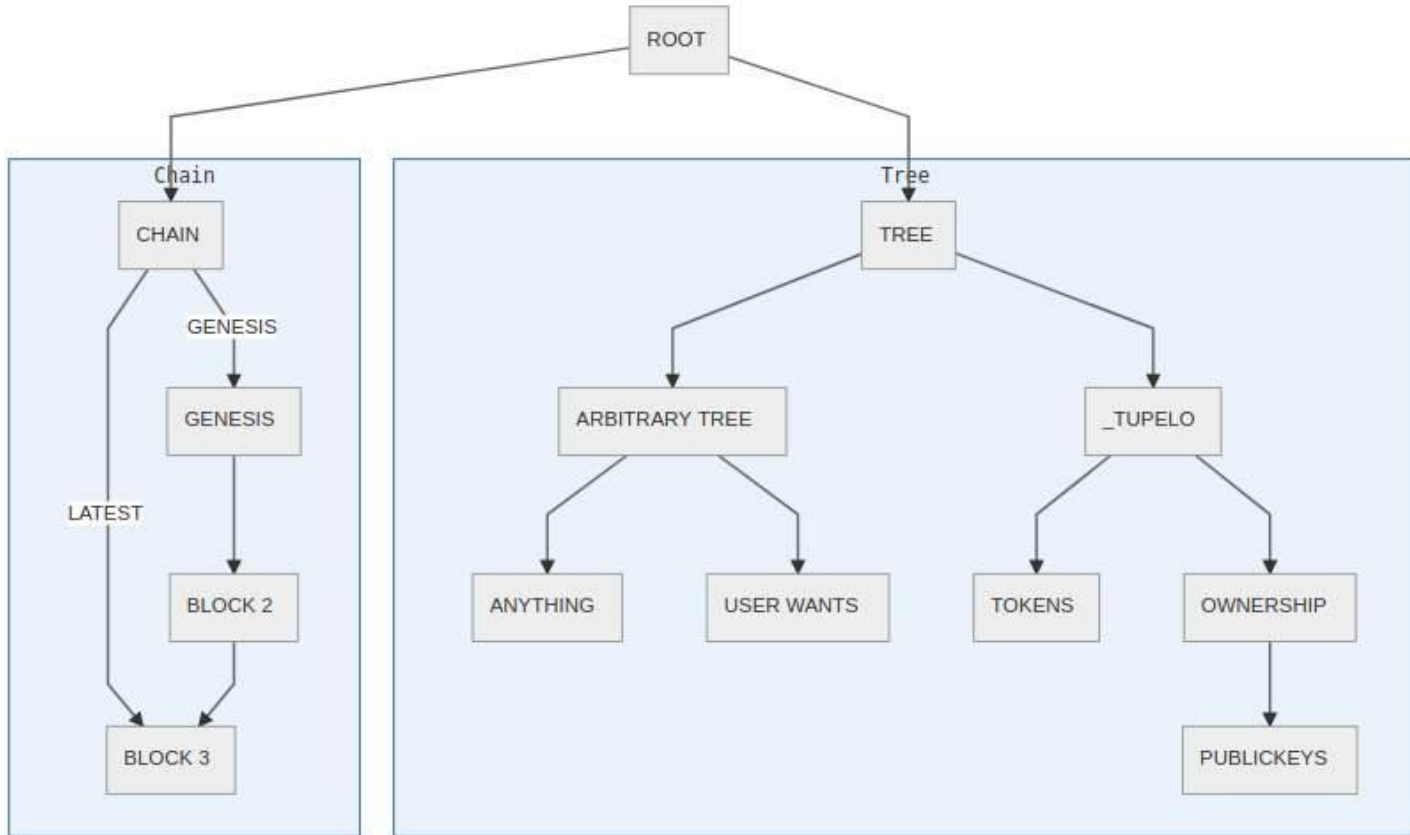 ROOT
Chain
Tree
CHAIN
TREE
GENESIS
GENESIS
ARBITRARY TREE
_TUPELO
LATEST
BLOCK 2
ANYTHING
USER WANTS
TOKENS
OWNERSHIP
BLOCK 3
PUBLICKEYS